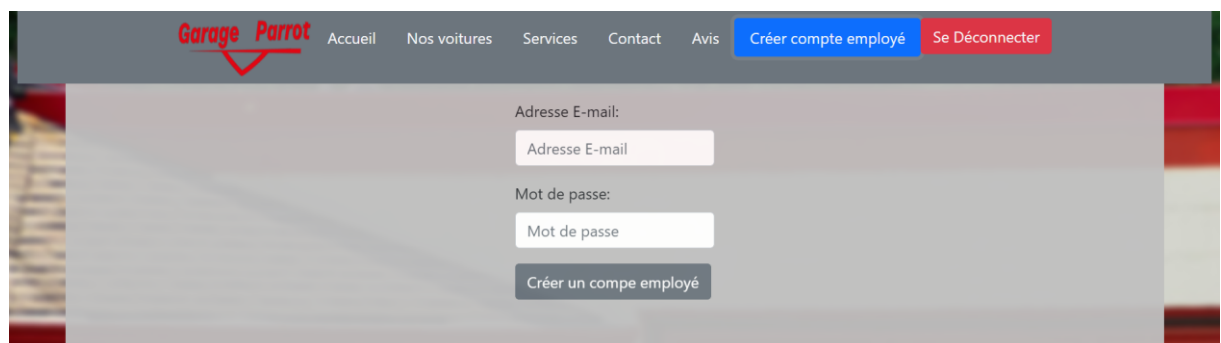 Garage Parrot Accueil Nos voitures Services Contact Avis Créer compte employé Se Déconnecter
Adresse E-mail:
Adresse E-mail
Mot de passe:
Mot de passe
Créer un compe employé